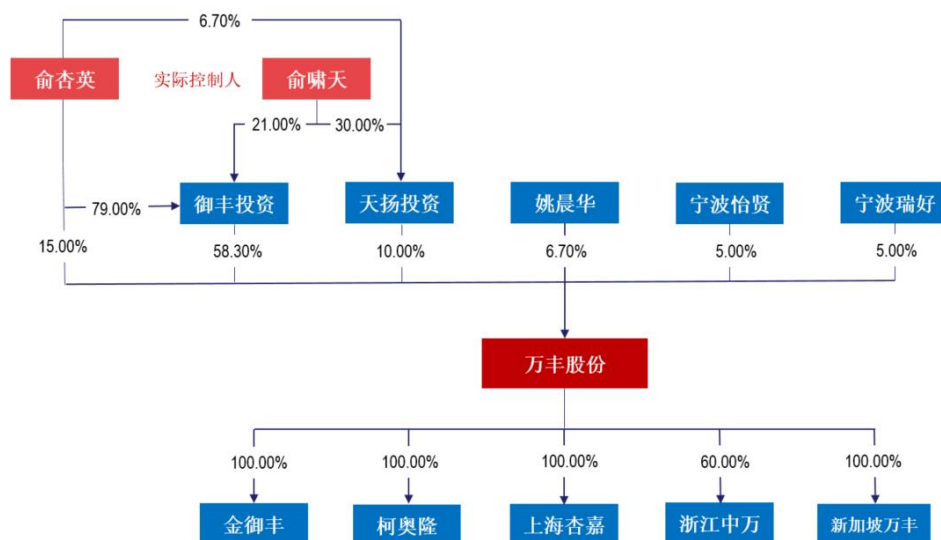 6.70%
俞杏英
实际控制人
俞啸天
21.00%
30.00%
79.00%
御丰投资
天扬投资
姚晨华
宁波怡贤
宁波瑞好
15.00%
58.30%
10.00%
6.70%
5.00%
5.00%
万丰股份
100.00%
100.00%
100.00%
60.00%
100.00%
金御丰
柯奥隆
上海杏嘉
浙江中万
新加坡万丰